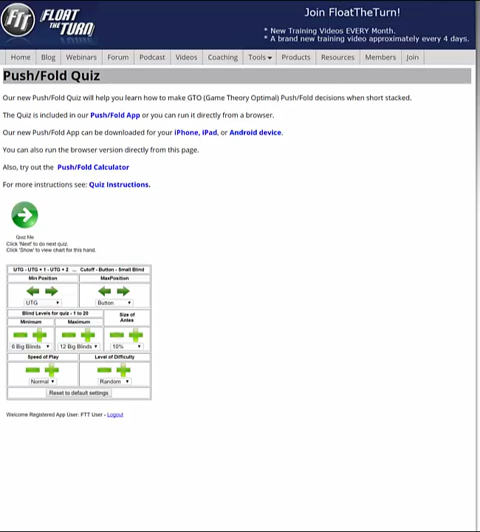 FTT
FLOAT
THE
TURN
Join FloatTheTurn!
* New Training Videos EVERY Month.
* A brand new training video approximately every 4 days.
Home Blog Webinars Forum Podcast Videos Coaching Tools Products Resources Members Join
Push/Fold Quiz
Our new Push/Fold Quiz will help you learn how to make GTO (Game Theory Optimal) Push/Fold decisions when short stacked.
The Quiz is included in our Push/Fold App or you can run it directly from a browser.
Our new Push/Fold App can be downloaded for your iPhone, iPad, or Android device.
You can also run the browser version directly from this page.
Also, try out the Push/Fold Calculator
For more instructions see: Quiz Instructions.
Quiz Me
Click 'Next' to do next quiz.
Click 'Show' to view chart for this hand.
UTG - UTG + 1 - UTG + 2 ... Cutoff - Button - Small Blind
Min Position MaxPosition
UTG Button
Blind Levels for quiz - 1 to 20 Size of Antes
Minimum Maximum
6 Big Blinds 12 Big Blinds 10%
Speed of Play Level of Difficulty
Normal Random
Reset to default settings
Welcome Registered App User: FTT User - Logout